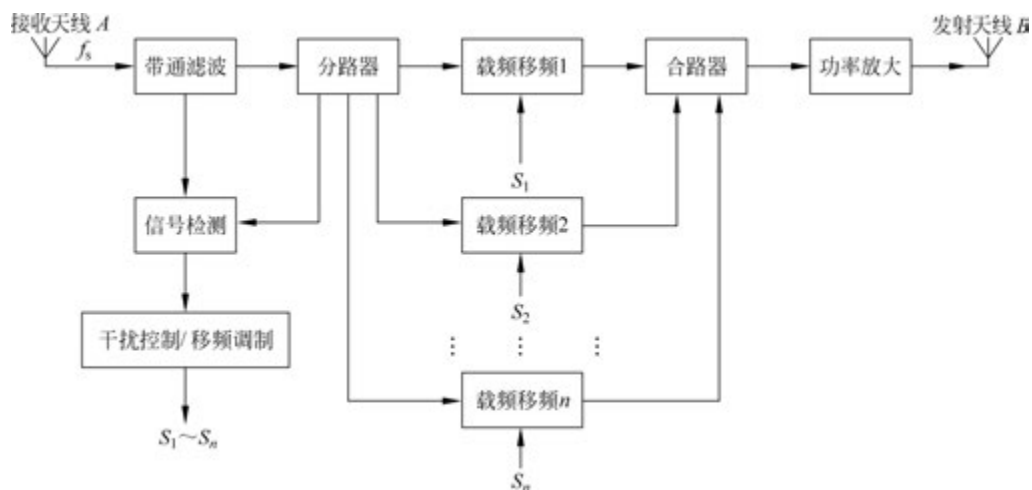 接收天线 A
发射天线 B
fs
带通滤波
分路器
载频移频1
合路器
功率放大
S1
信号检测
载频移频2
S2
干扰控制/移频调制
载频移频n
S1～Sn
Sn